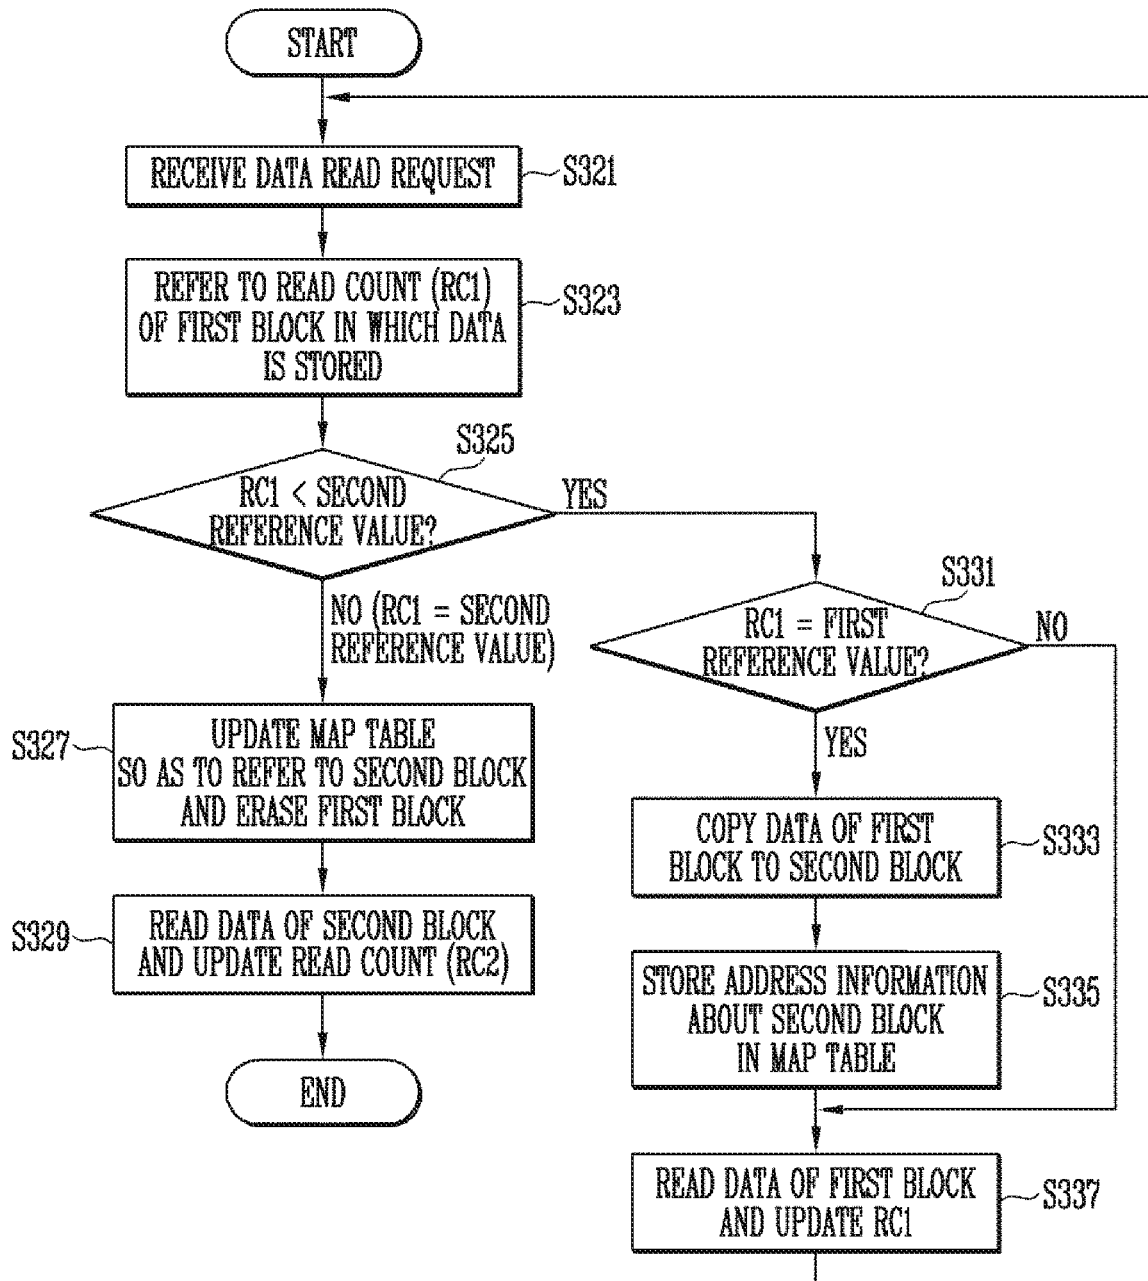 START
RECEIVE DATA READ REQUEST
S321
REFER TO READ COUNT (RC1)
OF FIRST BLOCK IN WHICH DATA
IS STORED
S323
S325
RC1 < SECOND
REFERENCE VALUE?
YES
NO (RC1 = SECOND
REFERENCE VALUE)
S331
RC1 = FIRST
REFERENCE VALUE?
NO
YES
S327
UPDATE MAP TABLE
SO AS TO REFER TO SECOND BLOCK
AND ERASE FIRST BLOCK
COPY DATA OF FIRST
BLOCK TO SECOND BLOCK
S333
S329
READ DATA OF SECOND BLOCK
AND UPDATE READ COUNT (RC2)
STORE ADDRESS INFORMATION
ABOUT SECOND BLOCK
IN MAP TABLE
S335
END
READ DATA OF FIRST BLOCK
AND UPDATE RC1
S337